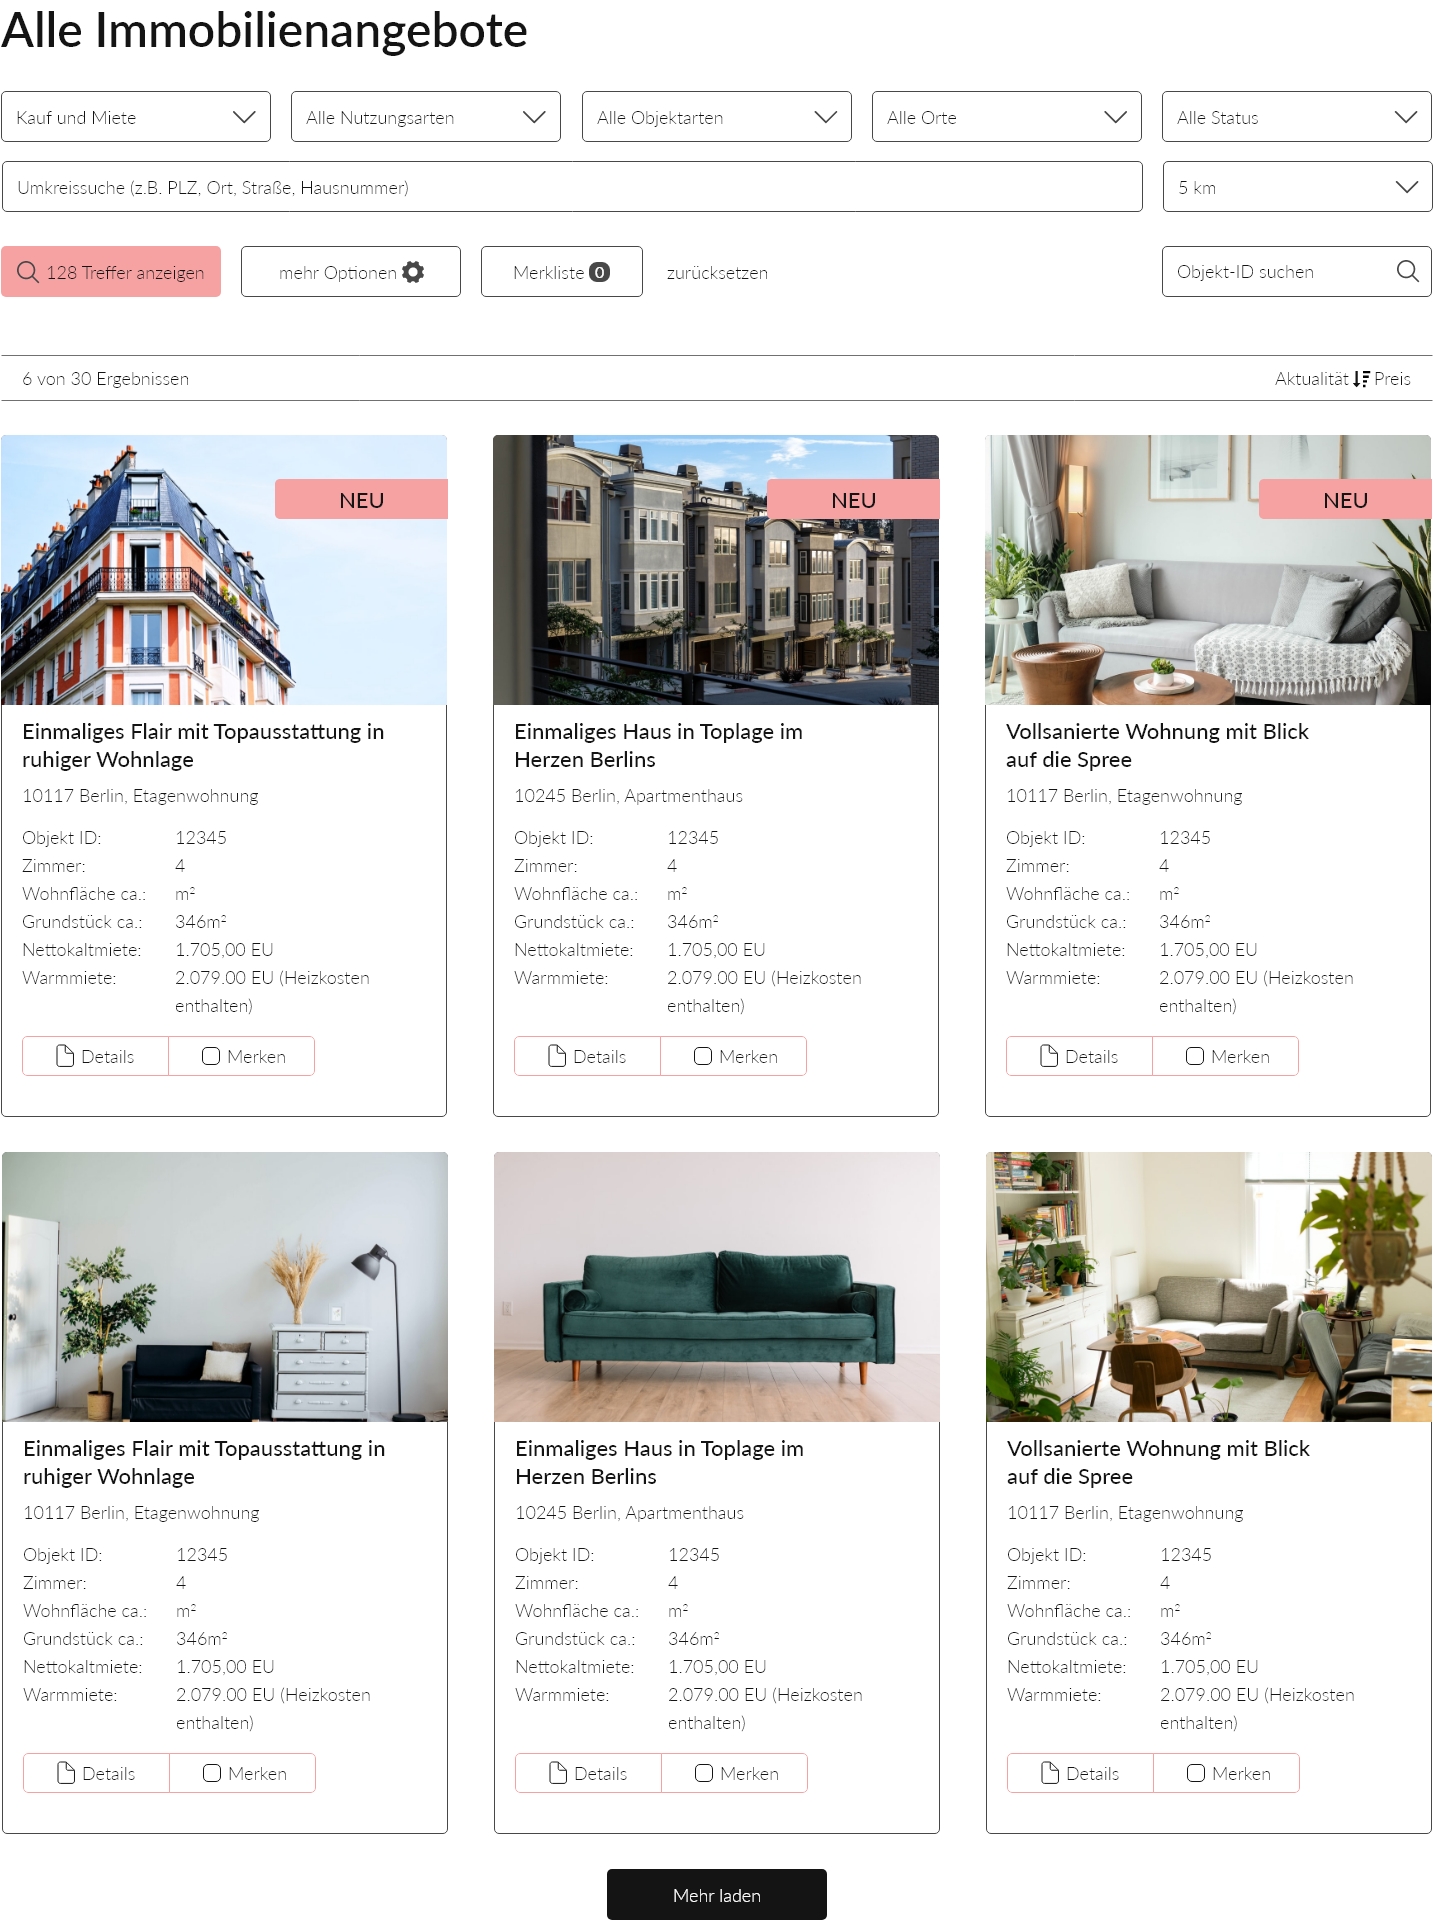 Alle Immobilienangebote
Kauf und Miete
Alle Nutzungsarten
Alle Objektarten
Alle Orte
Alle Status
Umkreissuche (z.B. PLZ, Ort, Straße, Hausnummer)
5 km
128 Treffer anzeigen
mehr Optionen
Merkliste 0
zurücksetzen
Objekt-ID suchen
6 von 30 Ergebnissen
Aktualität Preis
NEU
Einmaliges Flair mit Topausstattung in
ruhiger Wohnlage
10117 Berlin, Etagenwohnung
Objekt ID: 12345
Zimmer: 4
Wohnfläche ca.: m²
Grundstück ca.: 346m²
Nettokaltmiete: 1.705,00 EU
Warmmiete: 2.079.00 EU (Heizkosten
enthalten)
Details Merken
NEU
Einmaliges Haus in Toplage im
Herzen Berlins
10245 Berlin, Apartmenthaus
Objekt ID: 12345
Zimmer: 4
Wohnfläche ca.: m²
Grundstück ca.: 346m²
Nettokaltmiete: 1.705,00 EU
Warmmiete: 2.079.00 EU (Heizkosten
enthalten)
Details Merken
NEU
Vollsanierte Wohnung mit Blick
auf die Spree
10117 Berlin, Etagenwohnung
Objekt ID: 12345
Zimmer: 4
Wohnfläche ca.: m²
Grundstück ca.: 346m²
Nettokaltmiete: 1.705,00 EU
Warmmiete: 2.079.00 EU (Heizkosten
enthalten)
Details Merken
Einmaliges Flair mit Topausstattung in
ruhiger Wohnlage
10117 Berlin, Etagenwohnung
Objekt ID: 12345
Zimmer: 4
Wohnfläche ca.: m²
Grundstück ca.: 346m²
Nettokaltmiete: 1.705,00 EU
Warmmiete: 2.079.00 EU (Heizkosten
enthalten)
Details Merken
Einmaliges Haus in Toplage im
Herzen Berlins
10245 Berlin, Apartmenthaus
Objekt ID: 12345
Zimmer: 4
Wohnfläche ca.: m²
Grundstück ca.: 346m²
Nettokaltmiete: 1.705,00 EU
Warmmiete: 2.079.00 EU (Heizkosten
enthalten)
Details Merken
Vollsanierte Wohnung mit Blick
auf die Spree
10117 Berlin, Etagenwohnung
Objekt ID: 12345
Zimmer: 4
Wohnfläche ca.: m²
Grundstück ca.: 346m²
Nettokaltmiete: 1.705,00 EU
Warmmiete: 2.079.00 EU (Heizkosten
enthalten)
Details Merken
Mehr laden